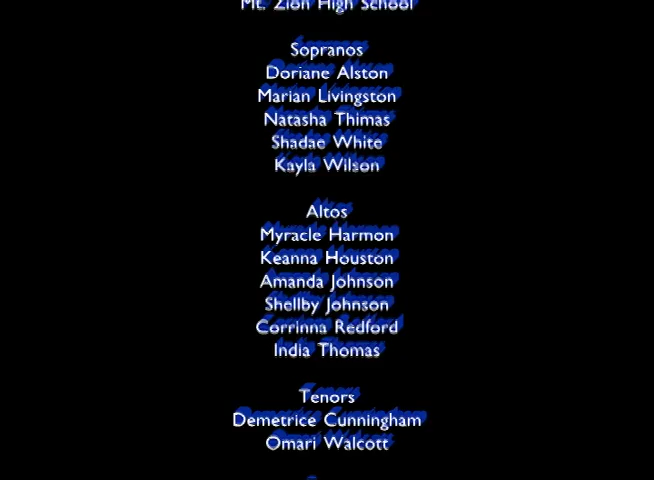 Mt. Zion High School
Sopranos
Doriane Alston
Marian Livingston
Natasha Thimas
Shadae White
Kayla Wilson
Altos
Myracle Harmon
Keanna Houston
Amanda Johnson
Shellby Johnson
Corrinna Redford
India Thomas
Tenors
Demetrice Cunningham
Omari Walcott